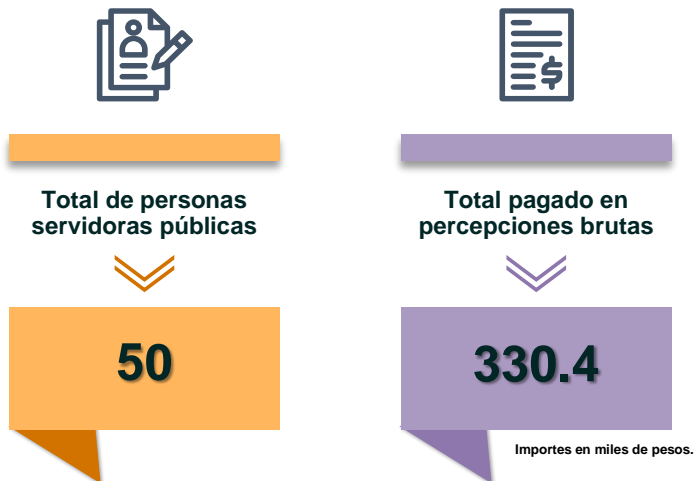 Total de personas
servidoras públicas
50
Total pagado en
percepciones brutas
330.4
Importes en miles de pesos.